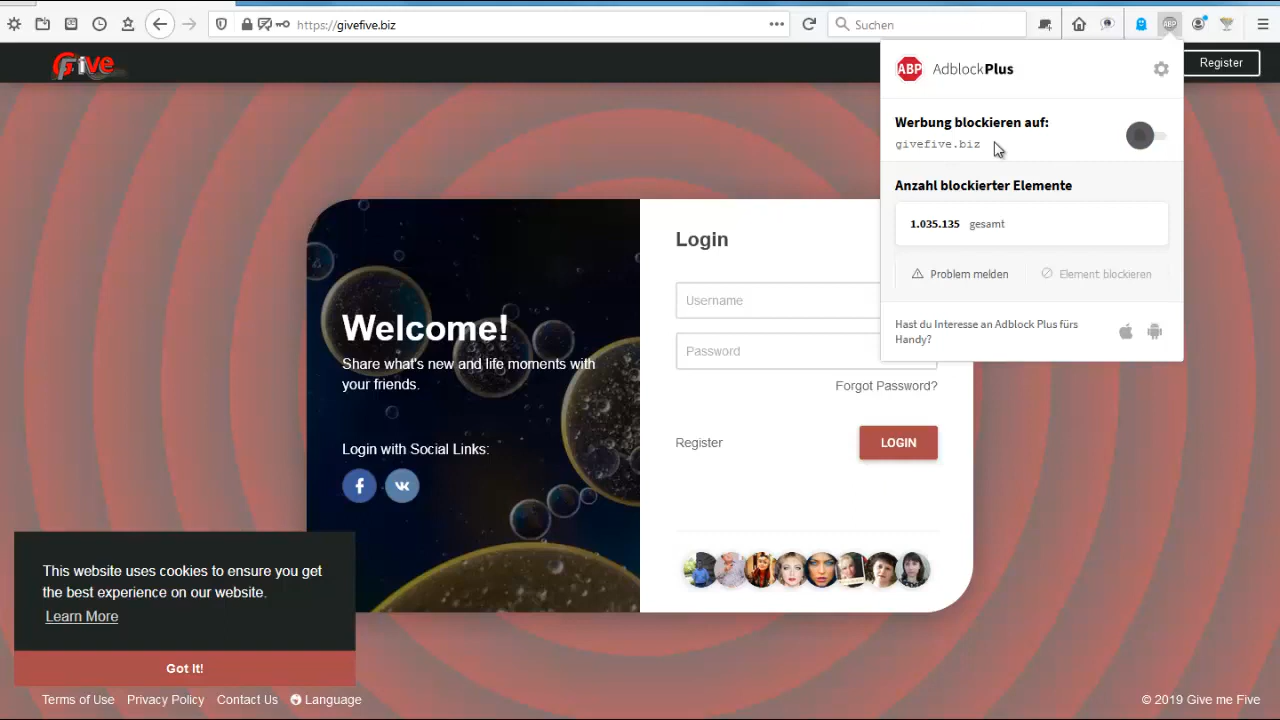 https://givefive.biz
Suchen
ABP
Five
Register
ABP AdblockPlus
Werbung blockieren auf:
givefive.biz
Anzahl blockierter Elemente
1.035.135 gesamt
Problem melden
Element blockieren
Hast du Interesse an Adblock Plus fürs
Handy?
Welcome!
Share what's new and life moments with
your friends.
Login with Social Links:
Login
Username
Password
Forgot Password?
Register
LOGIN
This website uses cookies to ensure you get
the best experience on our website.
Learn More
Got It!
Terms of Use Privacy Policy Contact Us Language
© 2019 Give me Five